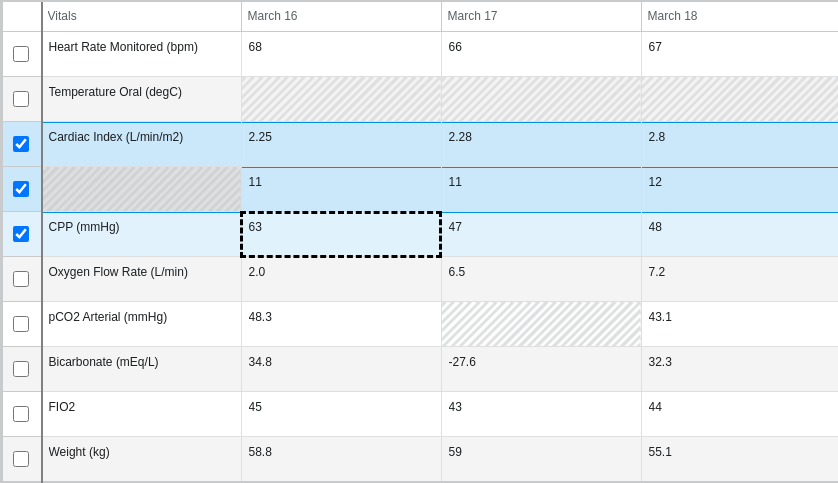 Vitals March 16 March 17 March 18
Heart Rate Monitored (bpm) 68 66 67
Temperature Oral (degC)
Cardiac Index (L/min/m2) 2.25 2.28 2.8
11 11 12
CPP (mmHg) 63 47 48
Oxygen Flow Rate (L/min) 2.0 6.5 7.2
pCO2 Arterial (mmHg) 48.3 43.1
Bicarbonate (mEq/L) 34.8 -27.6 32.3
FIO2 45 43 44
Weight (kg) 58.8 59 55.1